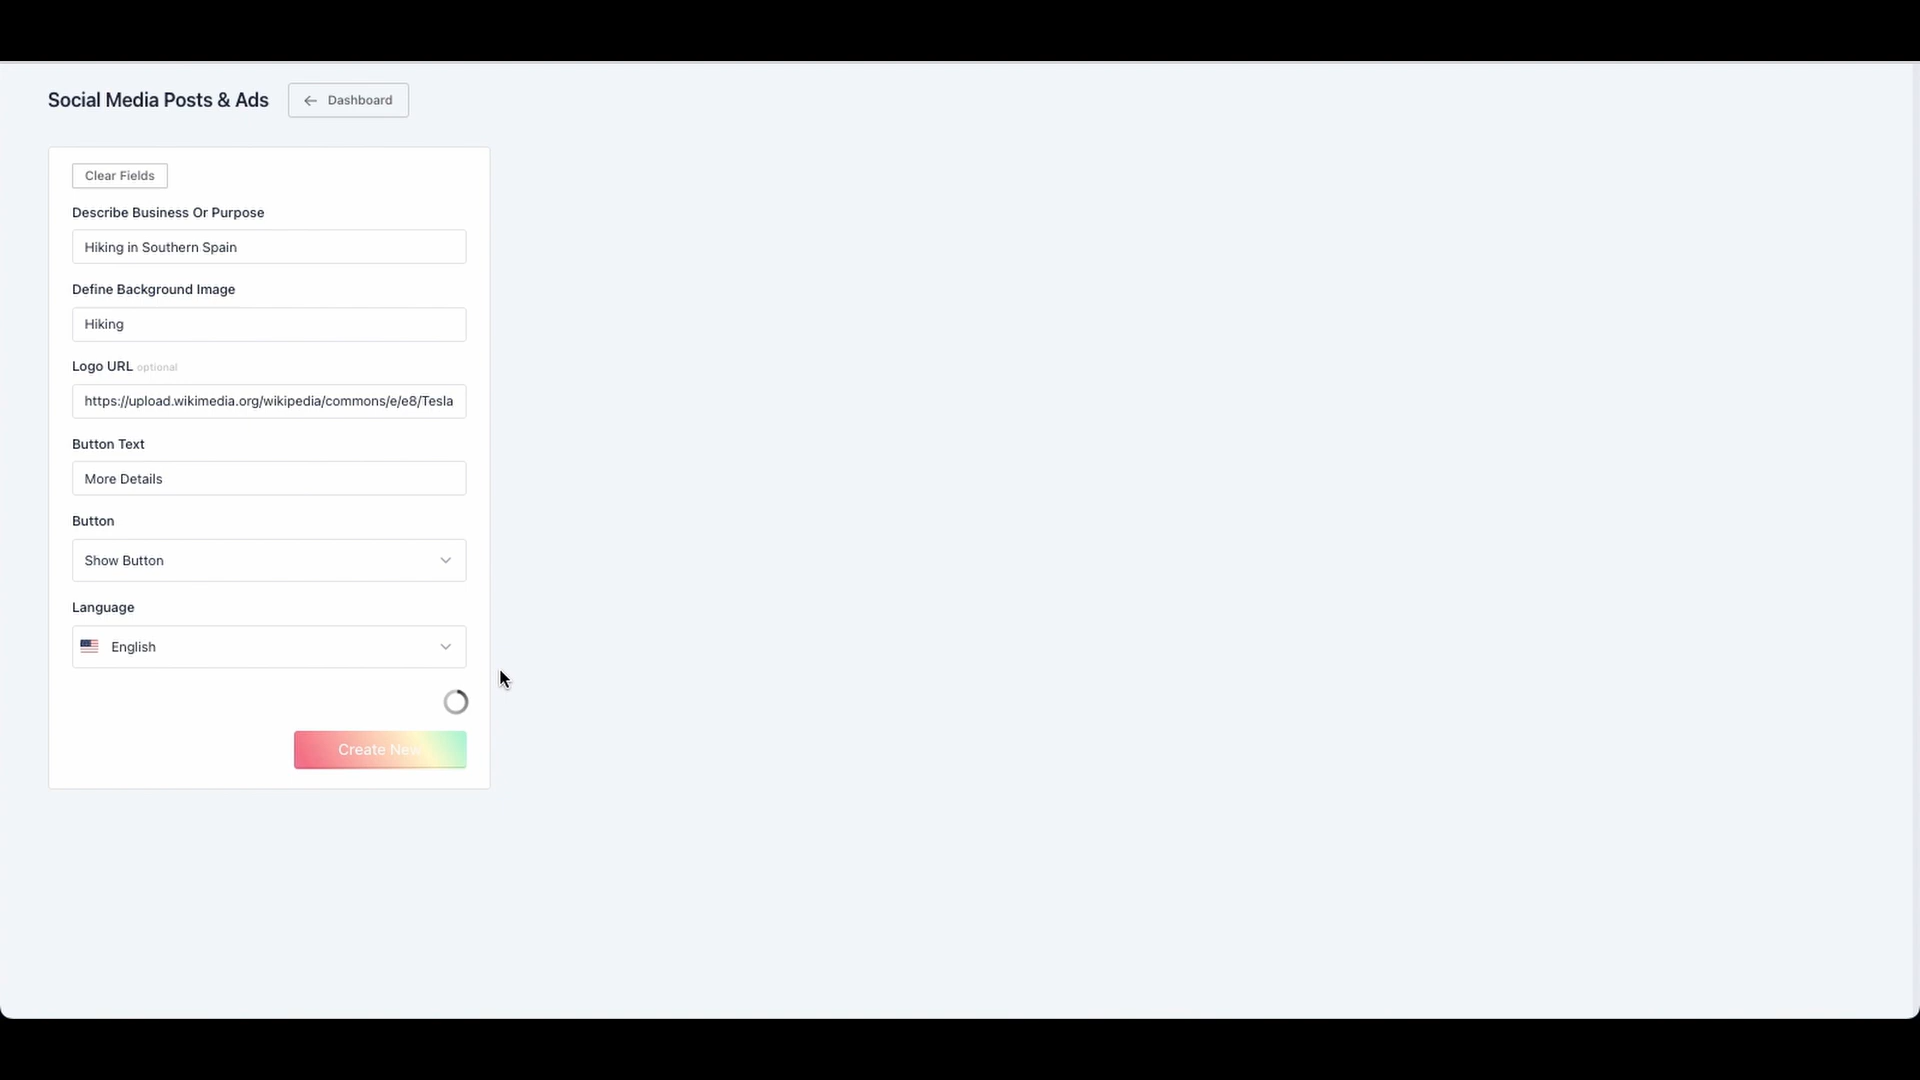 Social Media Posts & Ads
Dashboard
Clear Fields
Describe Business Or Purpose
Hiking in Southern Spain
Define Background Image
Hiking
Logo URL optional
https://upload.wikimedia.org/wikipedia/commons/e/e8/Tesla
Button Text
More Details
Button
Show Button
Language
English
Create New